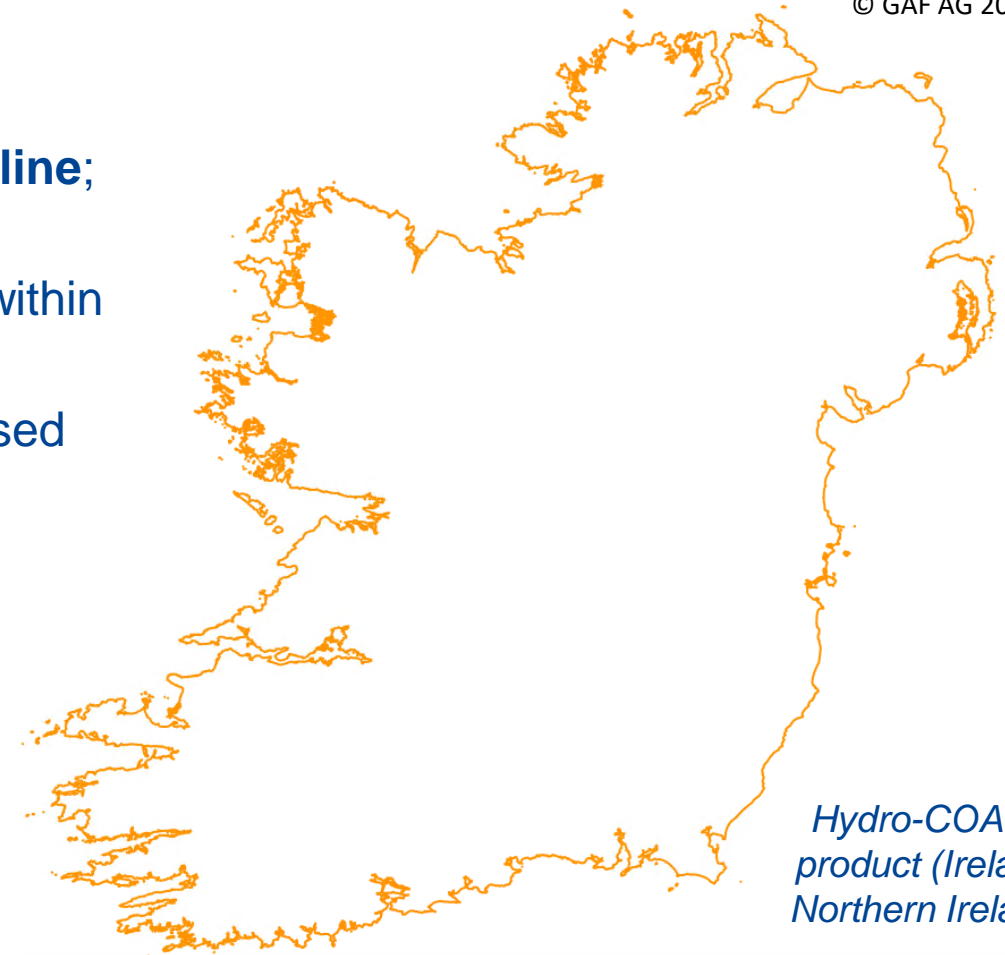 © GAF AG 20
line;
within
sed
Hydro-COA
product (Irela
Northern Irela